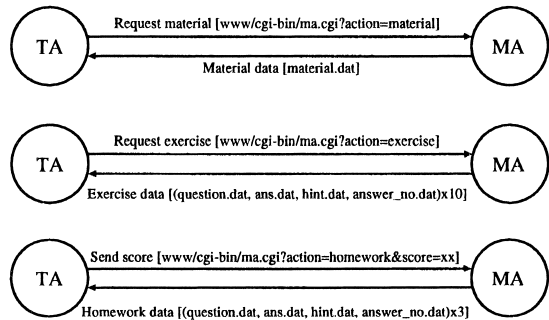 Request material [www/cgi-bin/ma.cgi?action=material]
TA MA
Material data [material.dat]
Request exercise [www/cgi-bin/ma.cgi?action=exercise]
TA MA
Exercise data [(question.dat, ans.dat, hint.dat, answer_no.dat)x10]
Send score [www/cgi-bin/ma.cgi?action=homework&score=xx]
TA MA
Homework data [(question.dat, ans.dat, hint.dat, answer_no.dat)x3]